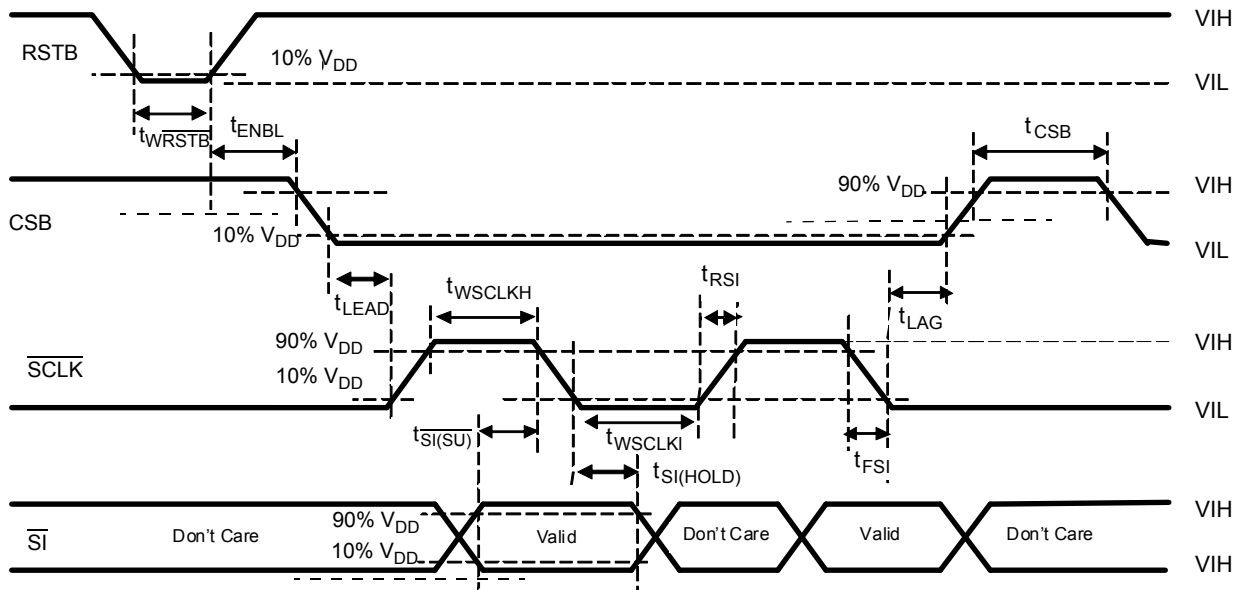 VIH
RSTB
10% VDD
VIL
tWRSTB
tENBL
tCSB
90% VDD
VIH
CSB
10% VDD
VIL
tLEAD
tWSCLKH
tRSI
tLAG
90% VDD
VIH
SCLK
10% VDD
VIL
tSI(SU)
tWSCLKl
tFSI
tSI(HOLD)
VIH
90% VDD
SI
Don't Care
Valid
Don't Care
Valid
Don't Care
10% VDD
VIH